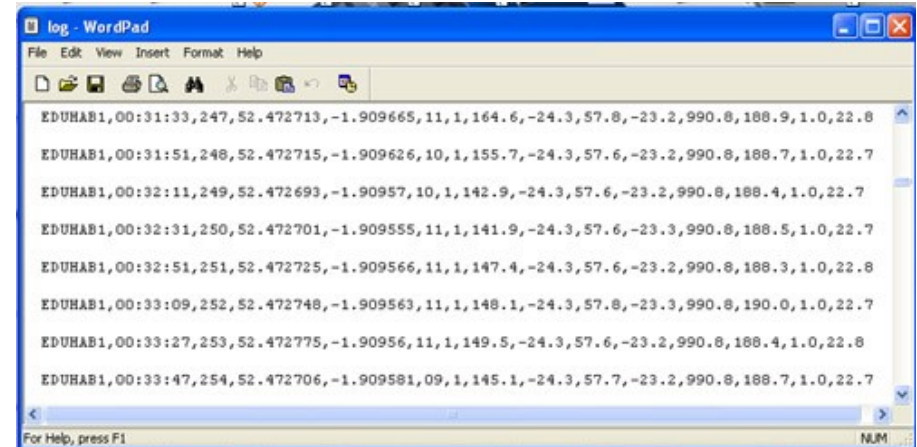 log - WordPad
File Edit View Insert Format Help
EDUHAB1,00:31:33,247,52.472713,-1.909665,11,1,164.6,-24.3,57.8,-23.2,990.8,188.9,1.0,22.8
EDUHAB1,00:31:51,248,52.472715,-1.909626,10,1,155.7,-24.3,57.6,-23.2,990.8,188.7,1.0,22.7
EDUHAB1,00:32:11,249,52.472693,-1.90957,10,1,142.9,-24.3,57.6,-23.2,990.8,188.4,1.0,22.7
EDUHAB1,00:32:31,250,52.472701,-1.909555,11,1,141.9,-24.3,57.6,-23.3,990.8,188.5,1.0,22.7
EDUHAB1,00:32:51,251,52.472725,-1.909566,11,1,147.4,-24.3,57.6,-23.2,990.8,188.3,1.0,22.8
EDUHAB1,00:33:09,252,52.472748,-1.909563,11,1,148.1,-24.3,57.8,-23.3,990.8,190.0,1.0,22.7
EDUHAB1,00:33:27,253,52.472775,-1.90956,11,1,149.5,-24.3,57.6,-23.2,990.8,188.4,1.0,22.8
EDUHAB1,00:33:47,254,52.472706,-1.909581,09,1,145.1,-24.3,57.7,-23.2,990.8,188.7,1.0,22.7
For Help, press F1
NUM